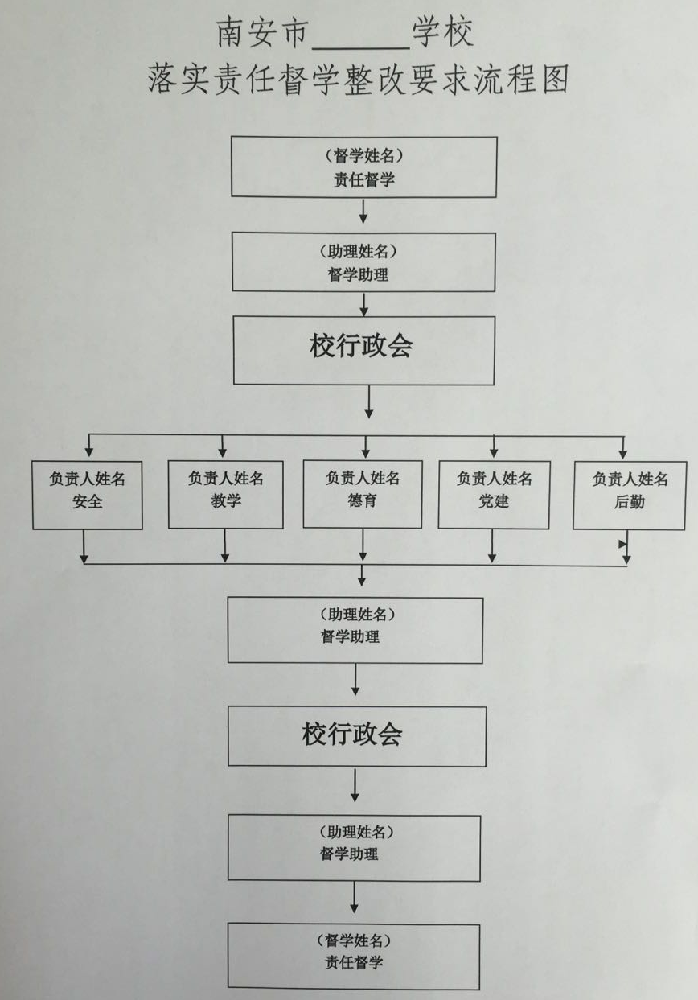 南安市______学校
落实责任督学整改要求流程图
（督学姓名）
责任督学
（助理姓名）
督学助理
校行政会
负责人姓名
安全
负责人姓名
教学
负责人姓名
德育
负责人姓名
党建
负责人姓名
后勤
（助理姓名）
督学助理
校行政会
（助理姓名）
督学助理
（督学姓名）
责任督学